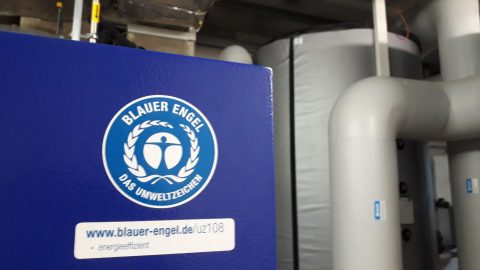 BLAUER ENGEL
DAS UMWELTZEICHEN
www.blauer-engel.de/uz108
- energieeffizient